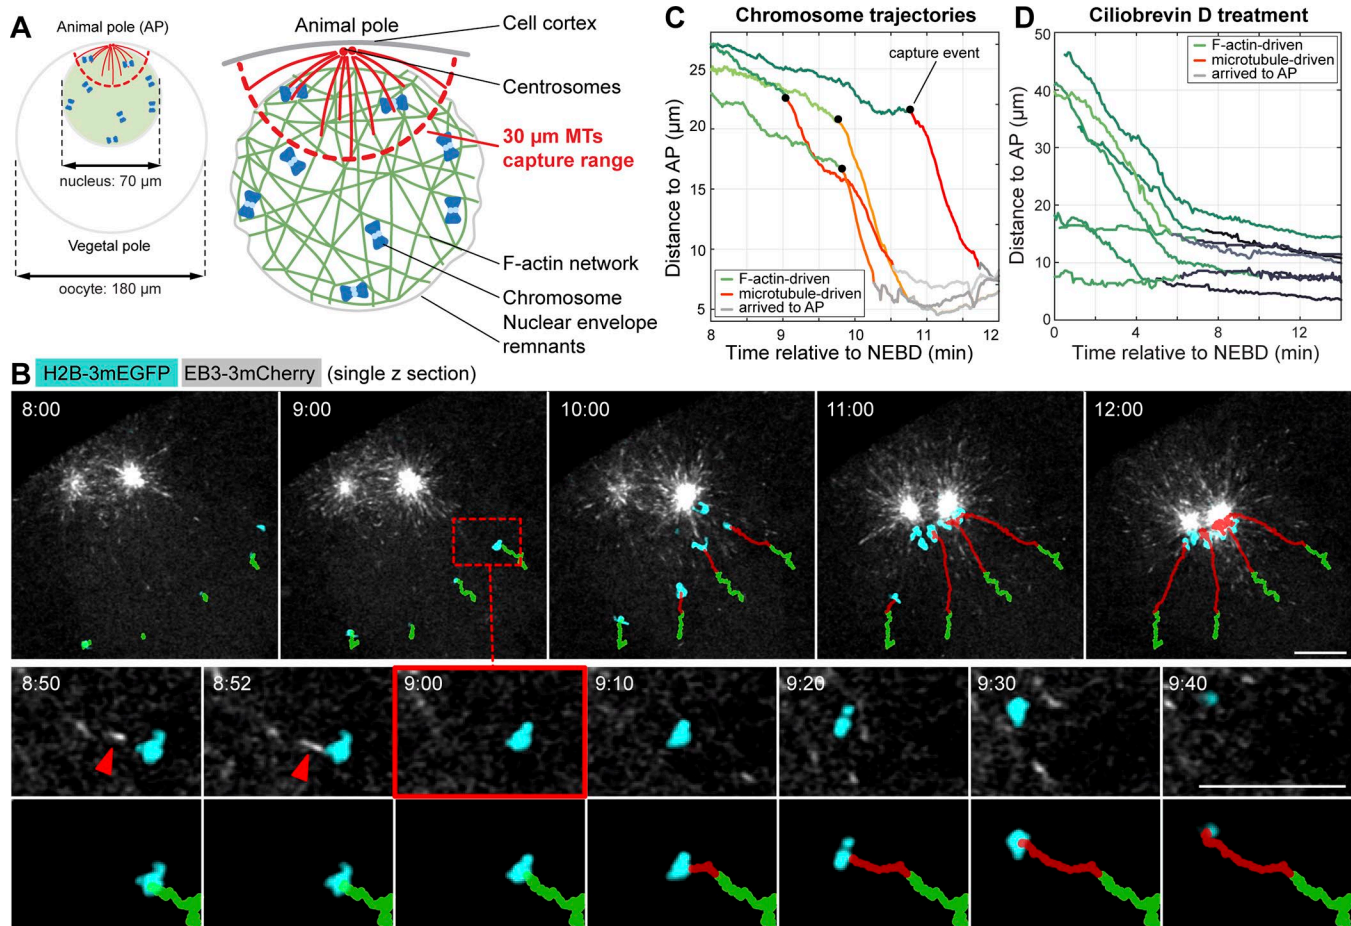 A
Animal pole (AP)
nucleus: 70 µm
Vegetal pole
oocyte: 180 µm
Animal pole
Cell cortex
Centrosomes
30 µm MTs
capture range
F-actin network
Chromosome
Nuclear envelope
remnants
C Chromosome trajectories
capture event
Distance to AP (µm)
25
20
15
10
5
F-actin-driven
microtubule-driven
arrived to AP
8 9 10 11 12
Time relative to NEBD (min)
D Ciliobrevin D treatment
Distance to AP (µm)
50
40
30
20
10
0
F-actin-driven
microtubule-driven
arrived to AP
0 4 8 12
Time relative to NEBD (min)
B H2B-3mEGFP EB3-3mCherry (single z section)
8:00 9:00 10:00 11:00 12:00
8:50 8:52 9:00 9:10 9:20 9:30 9:40